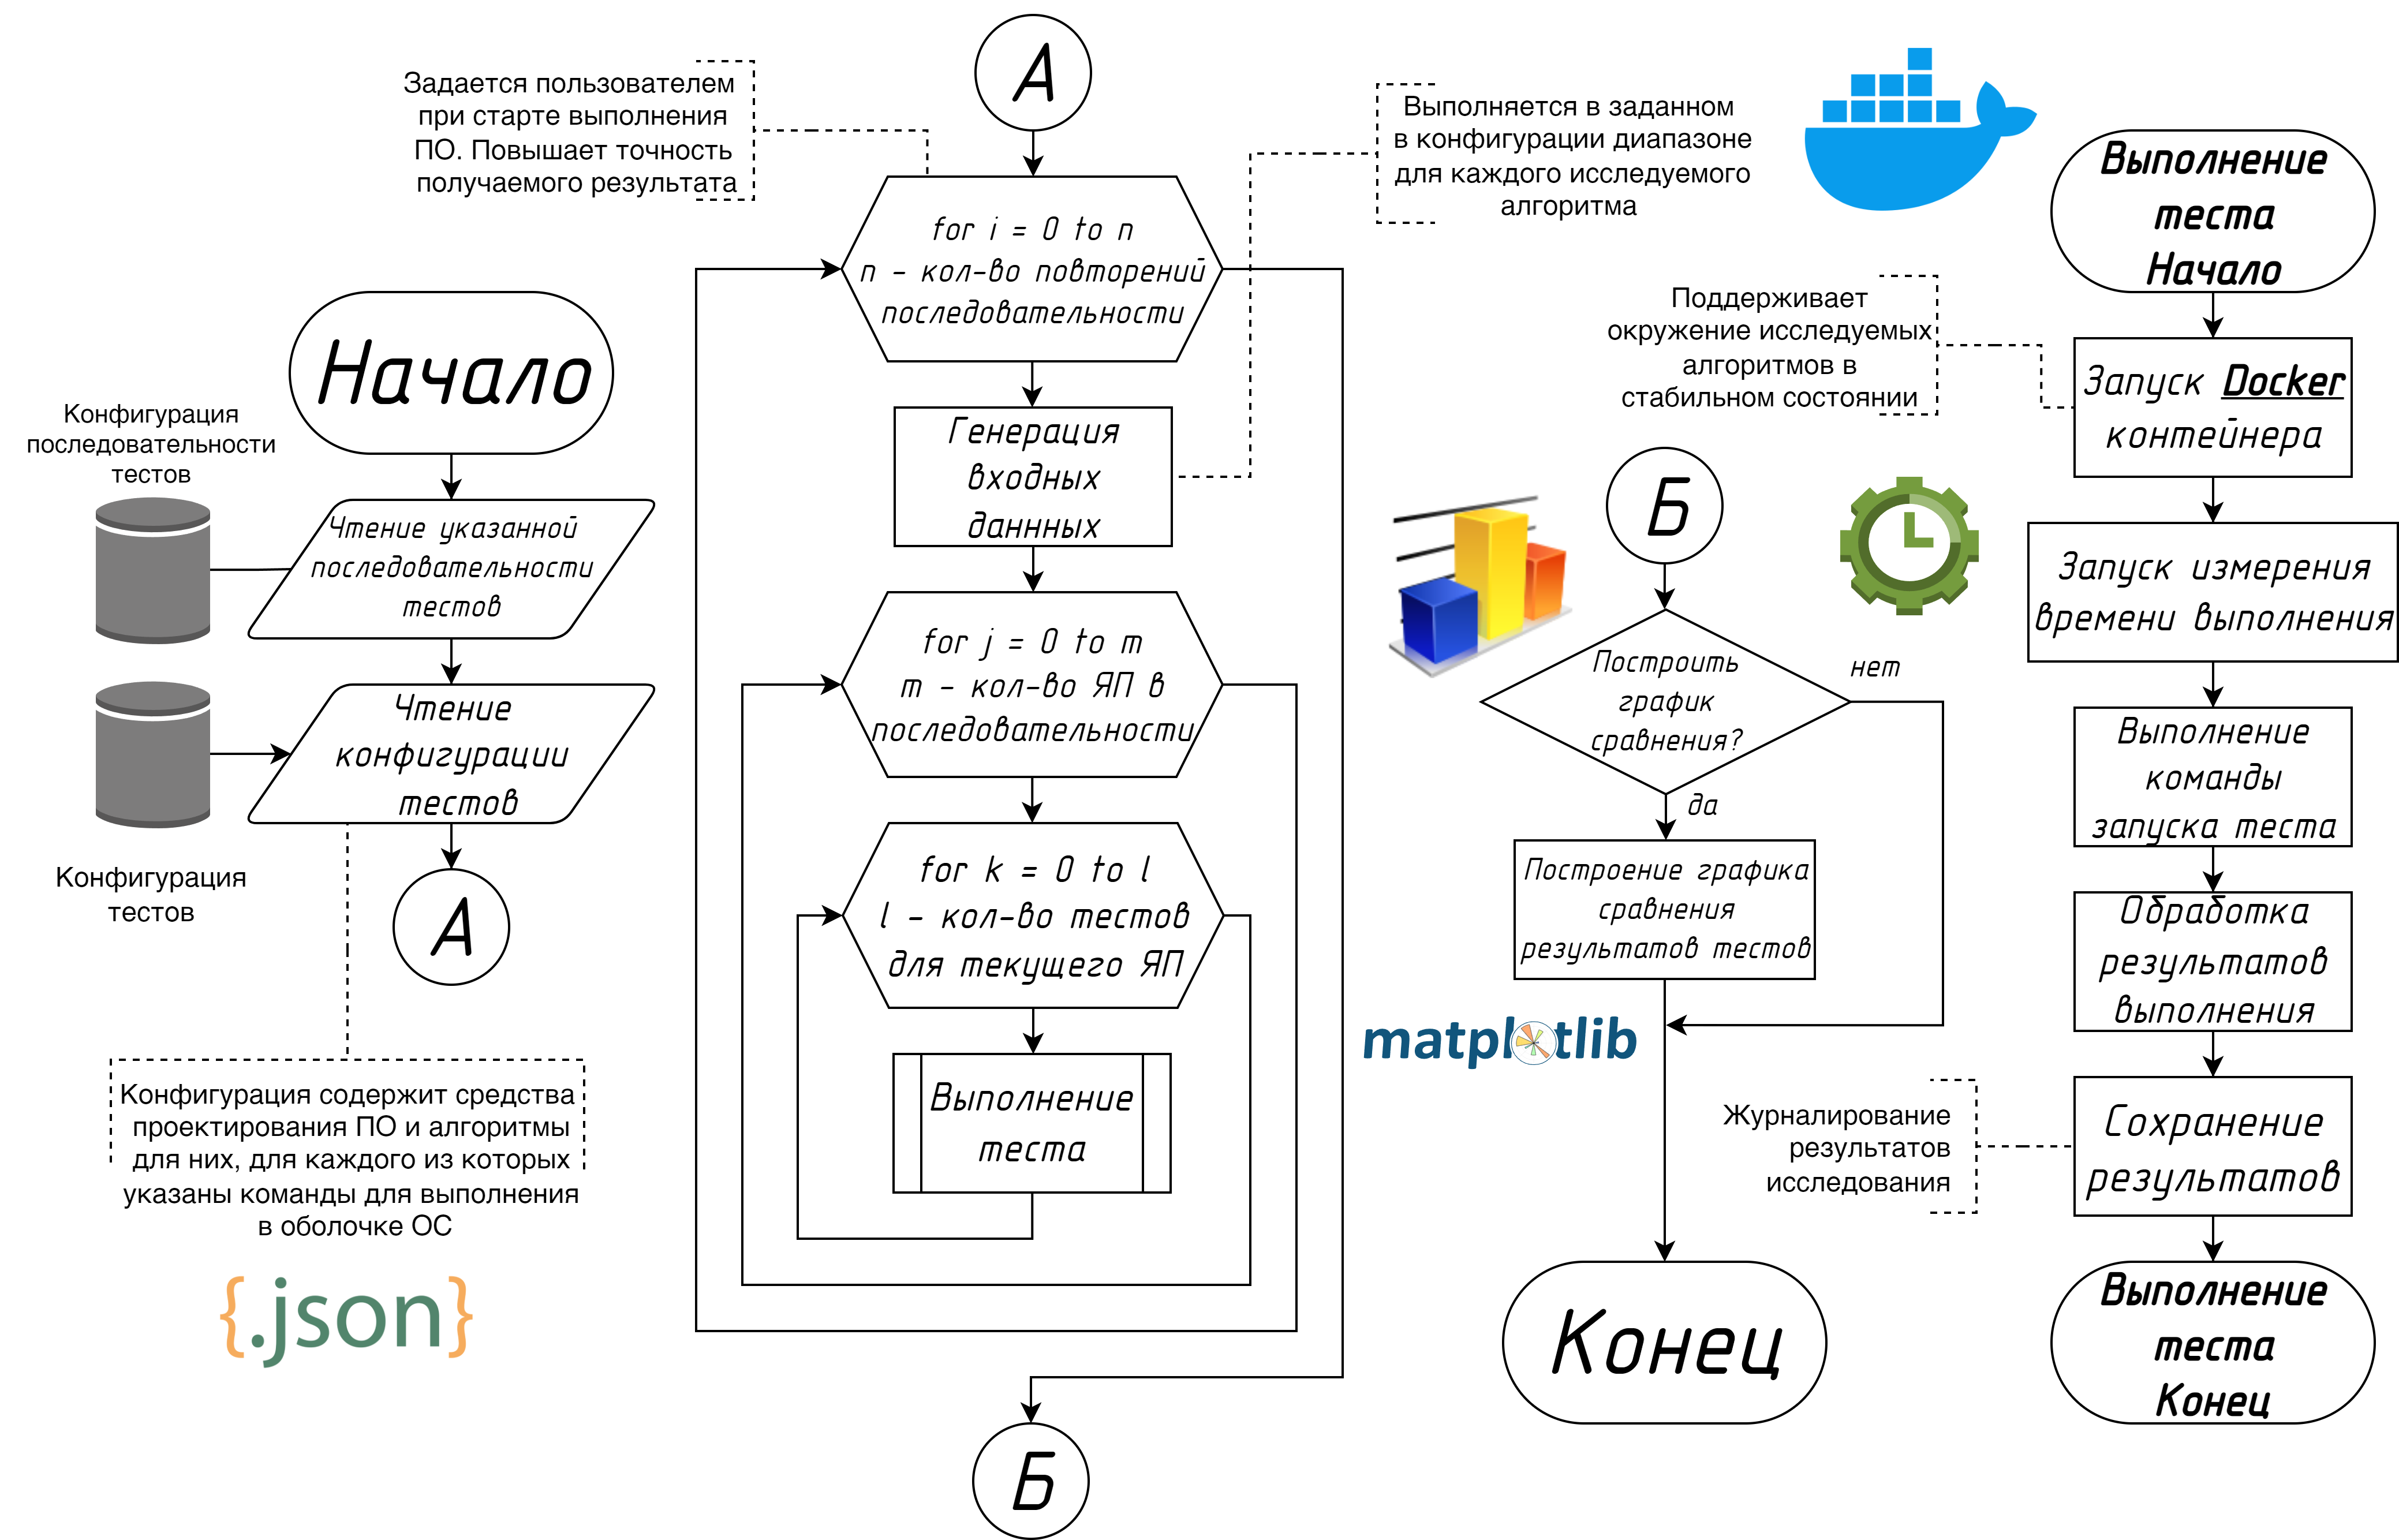 Начало
Конфигурация
последовательности
тестов
Чтение указанной
последовательности
тестов
Чтение
конфигурации
тестов
Конфигурация
тестов
А
Конфигурация содержит средства
проектирования ПО и алгоритмы
для них, для каждого из которых
указаны команды для выполнения
в оболочке ОС
{.json}
А
Задается пользователем
при старте выполнения
ПО. Повышает точность
получаемого результата
for i = 0 to n
n - кол-во повторений
последовательности
Выполняется в заданном
в конфигурации диапазоне
для каждого исследуемого
алгоритма
Генерация
входных
даннных
for j = 0 to m
m - кол-во ЯП в
последовательности
for k = 0 to l
l - кол-во тестов
для текущего ЯП
Выполнение
теста
Б
Б
Построить
график
сравнения?
нет
да
Построение графика
сравнения
результатов тестов
matplotlib
Конец
Выполнение
теста
Начало
Поддерживает
окружение исследуемых
алгоритмов в
стабильном состоянии
Запуск Docker
контейнера
Запуск измерения
времени выполнения
Выполнение
команды
запуска теста
Обработка
результатов
выполнения
Журналирование
результатов
исследования
Сохранение
результатов
Выполнение
теста
Конец